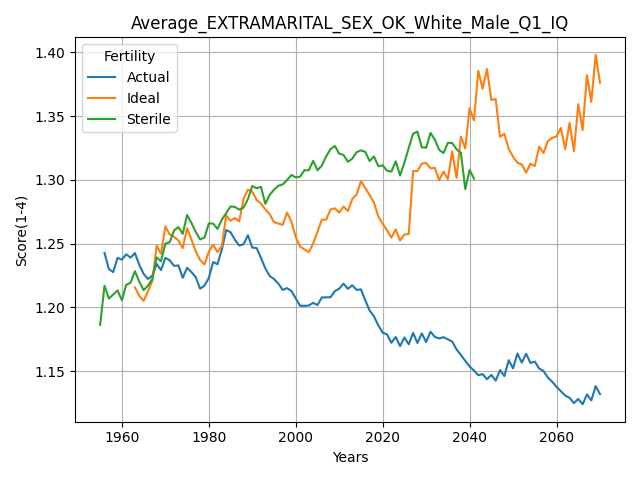 Average_EXTRAMARITAL_SEX_OK_White_Male_Q1_IQ
Fertility
Actual
Ideal
Sterile
Score(1-4)
1.40
1.35
1.30
1.25
1.20
1.15
1960 1980 2000 2020 2040 2060
Years